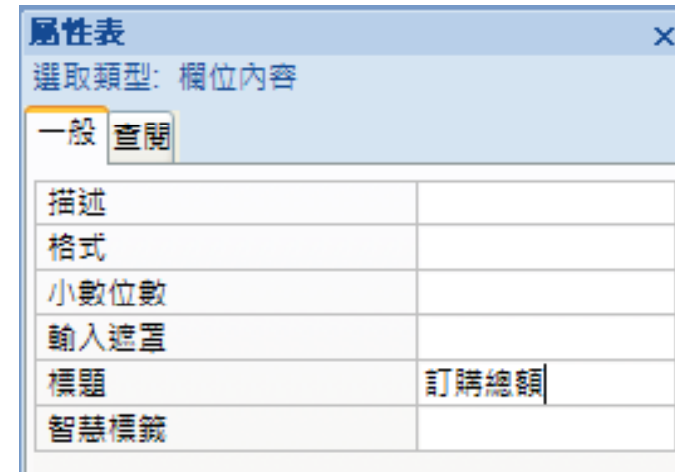 屬性表
選取類型: 欄位內容
一般 查閱
描述
格式
小數位數
輸入遮罩
標題 訂購總額
智慧標籤